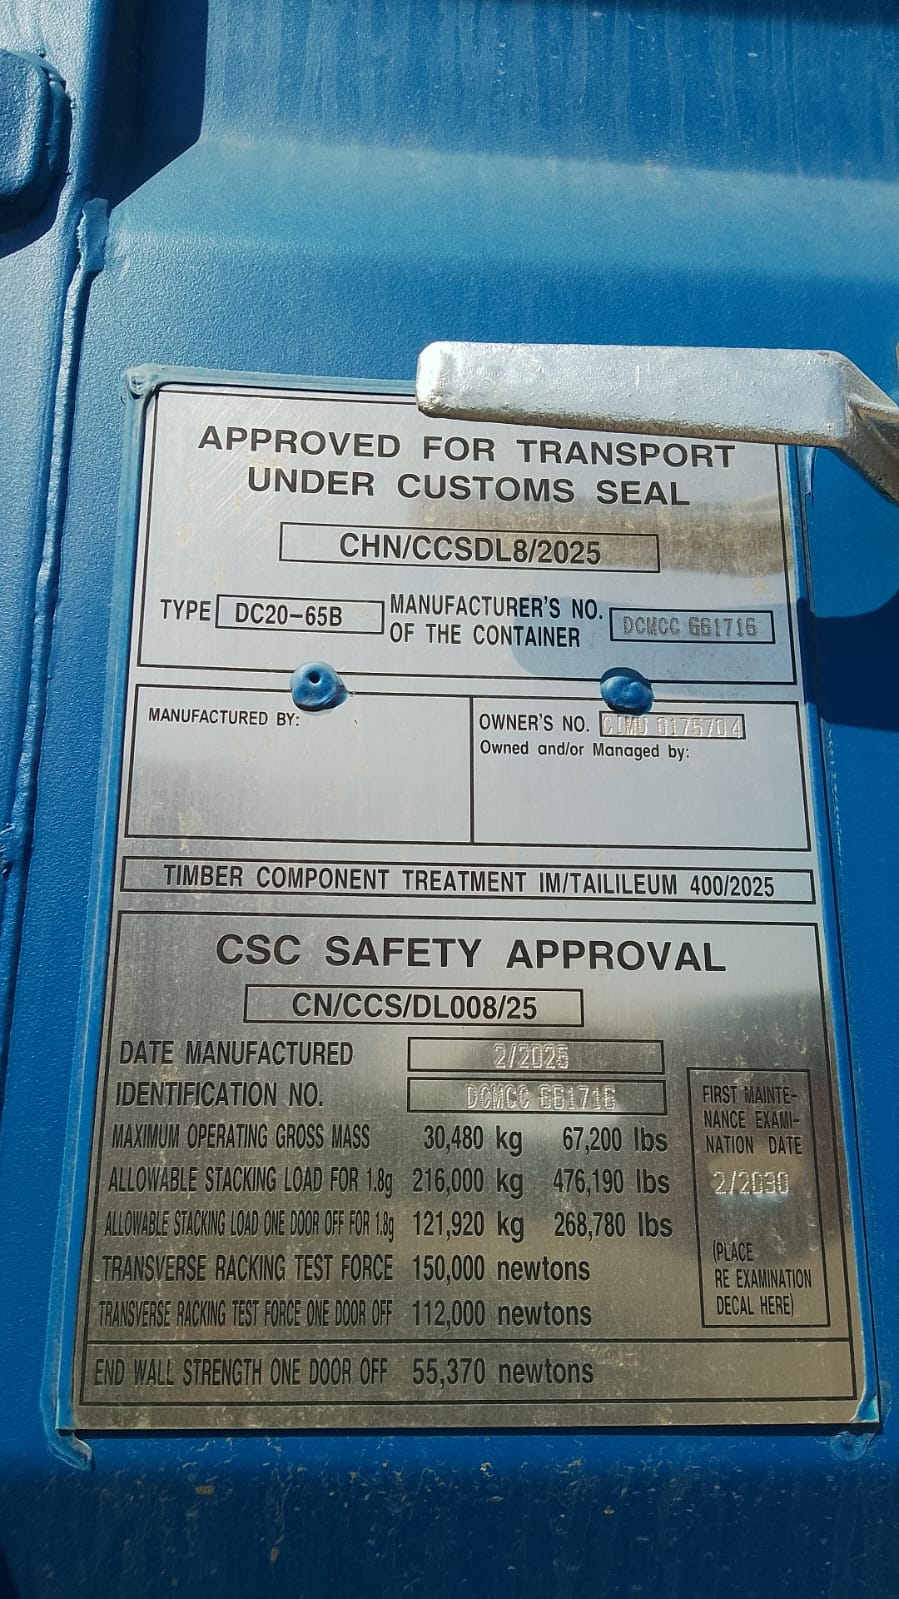 APPROVED FOR TRANSPORT
UNDER CUSTOMS SEAL
CHN/CCSDL8/2025
TYPE DC20-65B MANUFACTURER'S NO.
OF THE CONTAINER DCMCC 661716
MANUFACTURED BY:
OWNER'S NO. CIMU 0175704
Owned and/or Managed by:
TIMBER COMPONENT TREATMENT IM/TAILILEUM 400/2025
CSC SAFETY APPROVAL
CN/CCS/DL008/25
DATE MANUFACTURED 2/2025
IDENTIFICATION NO. DCMCC 661716
MAXIMUM OPERATING GROSS MASS 30,480 kg 67,200 lbs
ALLOWABLE STACKING LOAD FOR 1.8g 216,000 kg 476,190 lbs
ALLOWABLE STACKING LOAD ONE DOOR OFF FOR 1.8g 121,920 kg 268,780 lbs
TRANSVERSE RACKING TEST FORCE 150,000 newtons
TRANSVERSE RACKING TEST FORCE ONE DOOR OFF 112,000 newtons
END WALL STRENGTH ONE DOOR OFF 55,370 newtons
FIRST MAINTE-
NANCE EXAMI-
NATION DATE
2/2030
(PLACE
RE EXAMINATION
DECAL HERE)